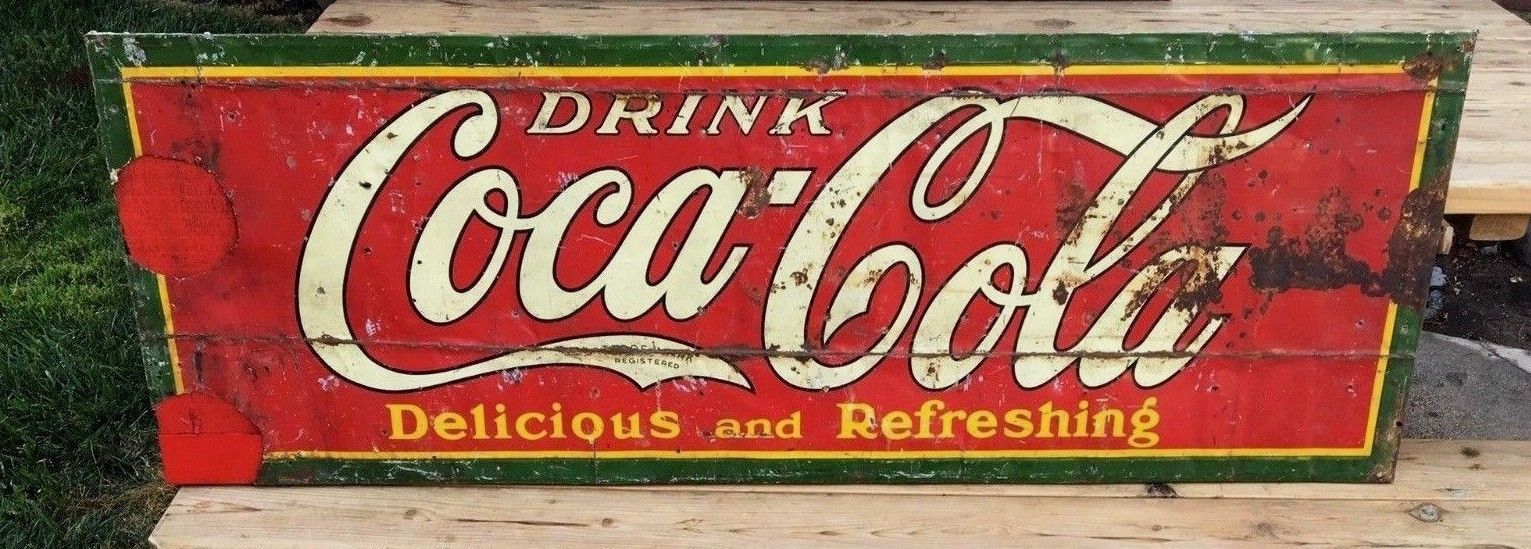 DRINK
Coca-Cola
REGISTERED
Delicious and Refreshing